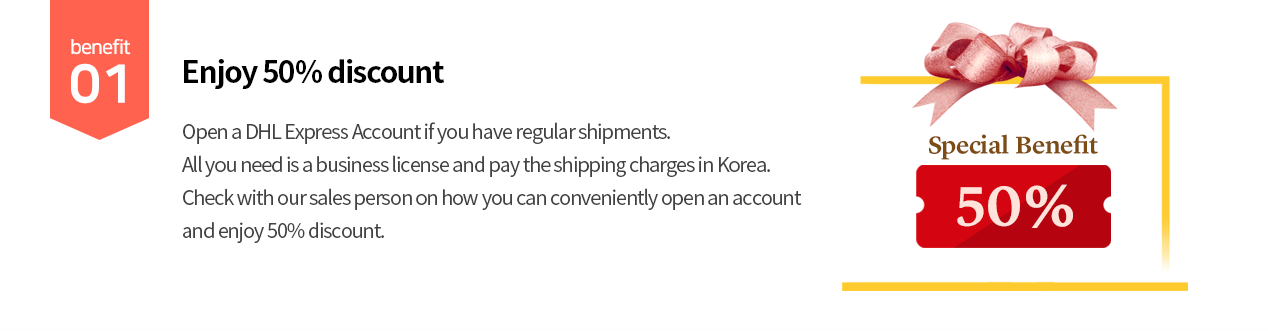 benefit
01
Enjoy 50% discount
Open a DHL Express Account if you have regular shipments.
All you need is a business license and pay the shipping charges in Korea.
Check with our sales person on how you can conveniently open an account
and enjoy 50% discount.
Special Benefit
50%